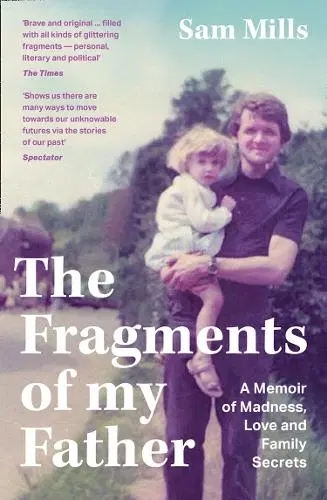 'Brave and original ... filled
with all kinds of glittering
fragments — personal,
literary and political'
The Times
'Shows us there are
many ways to move
towards our unknowable
futures via the stories
of our past'
Spectator
Sam Mills
The
Fragments
of my
Father
A Memoir
of Madness,
Love and
Family
Secrets